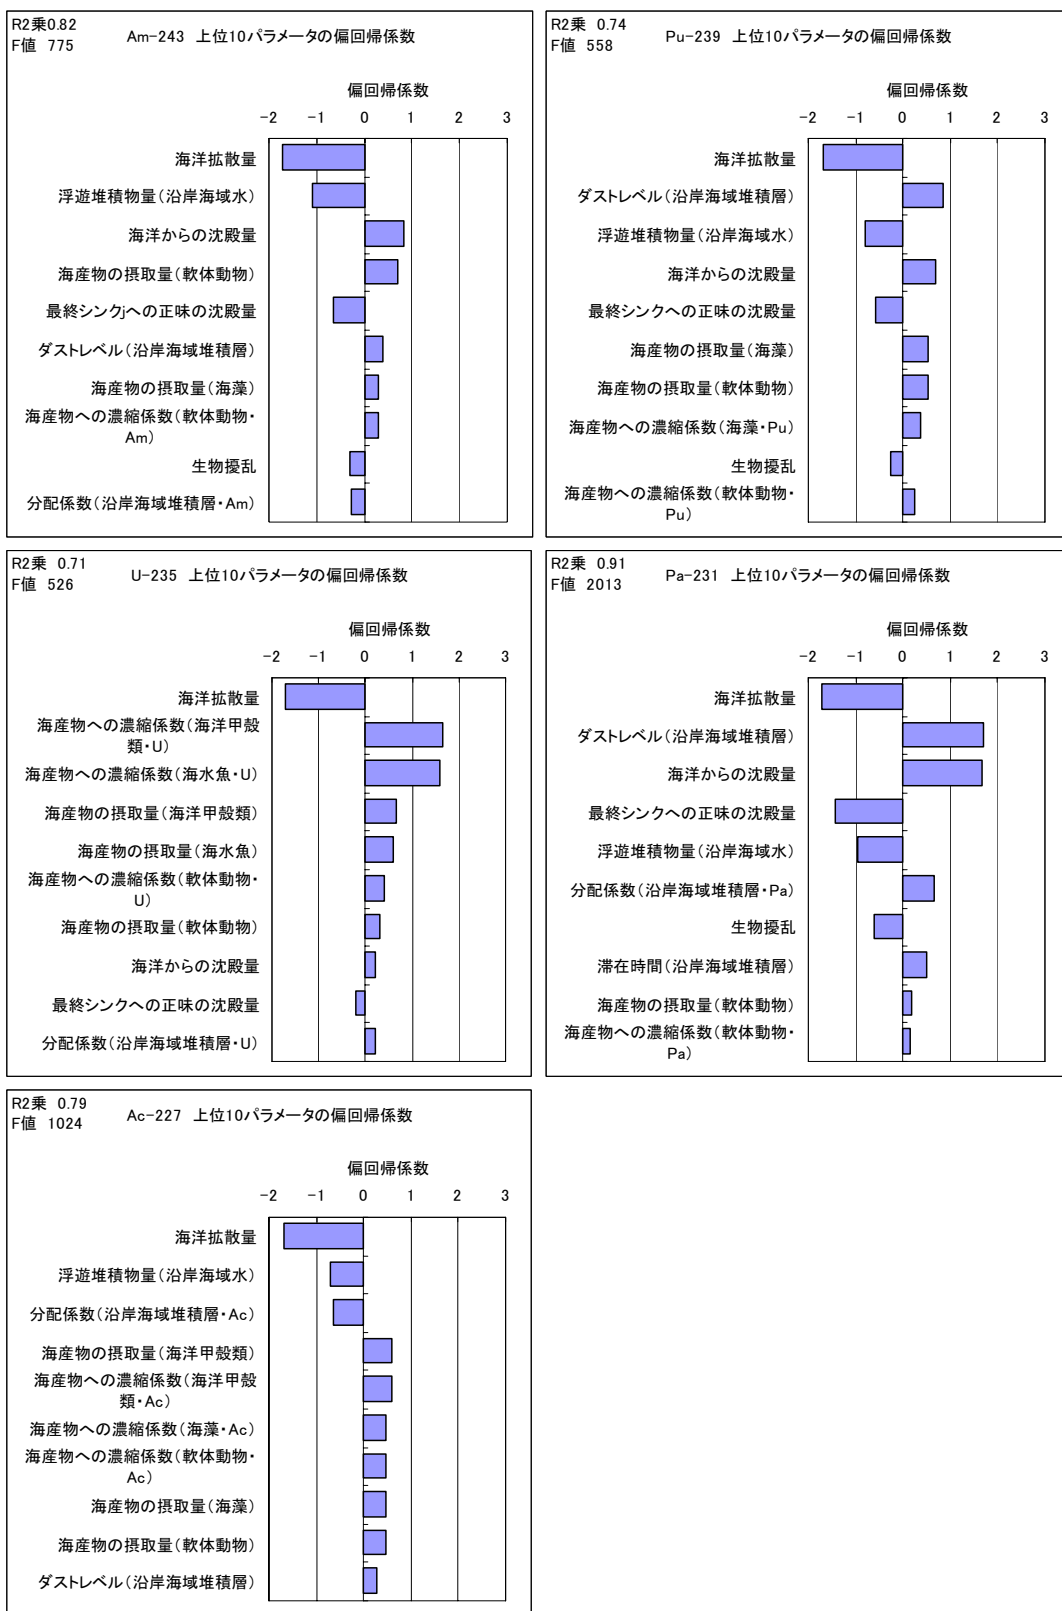 R2乗0.82
F値 775
Am-243 上位10パラメータの偏回帰係数
偏回帰係数
-2 -1 0 1 2 3
海洋拡散量
浮遊堆積物量(沿岸海域水)
海洋からの沈殿量
海産物の摂取量(軟体動物)
最終シンクjへの正味の沈殿量
ダストレベル(沿岸海域堆積層)
海産物の摂取量(海藻)
海産物への濃縮係数(軟体動物・
Am)
生物擾乱
分配係数(沿岸海域堆積層・Am)
R2乗 0.74
F値 558
Pu-239 上位10パラメータの偏回帰係数
偏回帰係数
-2 -1 0 1 2 3
海洋拡散量
ダストレベル(沿岸海域堆積層)
浮遊堆積物量(沿岸海域水)
海洋からの沈殿量
最終シンクへの正味の沈殿量
海産物の摂取量(海藻)
海産物の摂取量(軟体動物)
海産物への濃縮係数(海藻・Pu)
生物擾乱
海産物への濃縮係数(軟体動物・
Pu)
R2乗 0.71
F値 526
U-235 上位10パラメータの偏回帰係数
偏回帰係数
-2 -1 0 1 2 3
海洋拡散量
海産物への濃縮係数(海洋甲殻
類・U)
海産物への濃縮係数(海水魚・U)
海産物の摂取量(海洋甲殻類)
海産物の摂取量(海水魚)
海産物への濃縮係数(軟体動物・
U)
海産物の摂取量(軟体動物)
海洋からの沈殿量
最終シンクへの正味の沈殿量
分配係数(沿岸海域堆積層・U)
R2乗 0.91
F値 2013
Pa-231 上位10パラメータの偏回帰係数
偏回帰係数
-2 -1 0 1 2 3
海洋拡散量
ダストレベル(沿岸海域堆積層)
海洋からの沈殿量
最終シンクへの正味の沈殿量
浮遊堆積物量(沿岸海域水)
分配係数(沿岸海域堆積層・Pa)
生物擾乱
滞在時間(沿岸海域堆積層)
海産物の摂取量(軟体動物)
海産物への濃縮係数(軟体動物・
Pa)
R2乗 0.79
F値 1024
Ac-227 上位10パラメータの偏回帰係数
偏回帰係数
-2 -1 0 1 2 3
海洋拡散量
浮遊堆積物量(沿岸海域水)
分配係数(沿岸海域堆積層・Ac)
海産物の摂取量(海洋甲殻類)
海産物への濃縮係数(海洋甲殻
類・Ac)
海産物への濃縮係数(海藻・Ac)
海産物への濃縮係数(軟体動物・
Ac)
海産物の摂取量(海藻)
海産物の摂取量(軟体動物)
ダストレベル(沿岸海域堆積層)